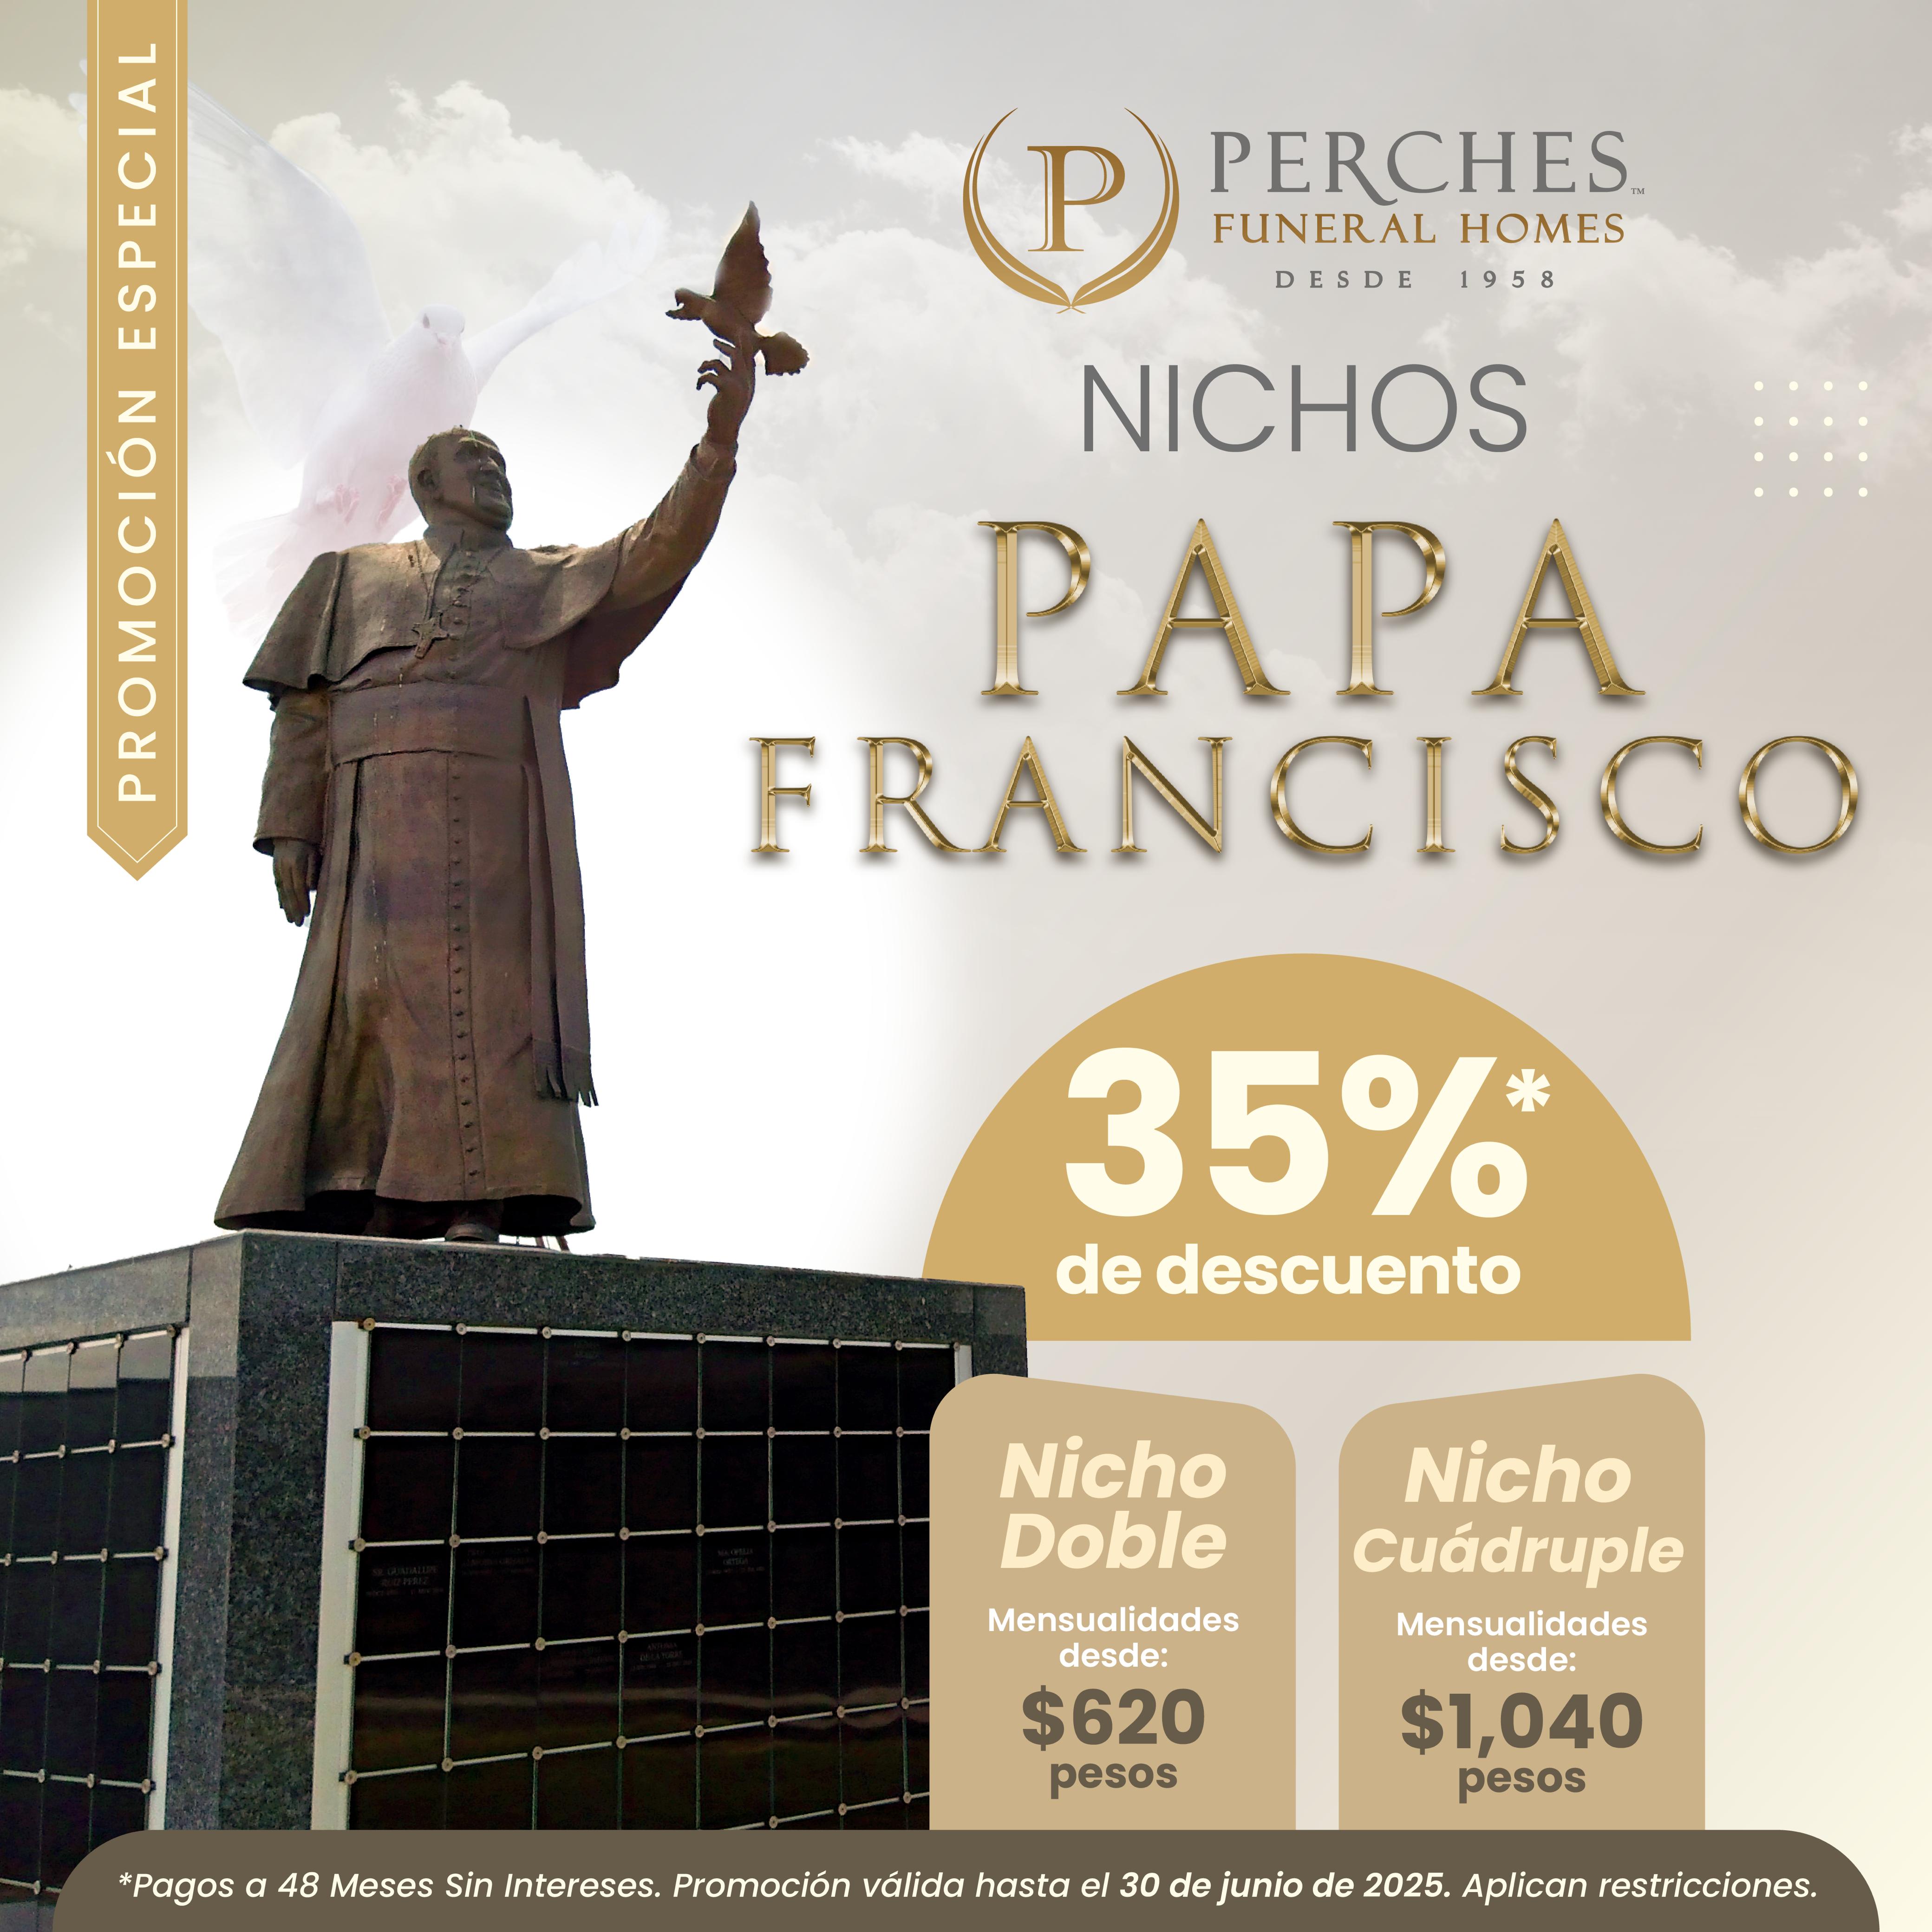 PROMOCIÓN ESPECIAL
P
PERCHES™
FUNERAL HOMES
DESDE 1958
NICHOS
PAPA
FRANCISCO
35%*
de descuento
Nicho
Doble
Mensualidades
desde:
$620
pesos
Nicho
Cuádruple
Mensualidades
desde:
$1,040
pesos
*Pagos a 48 Meses Sin Intereses. Promoción válida hasta el 30 de junio de 2025. Aplican restricciones.